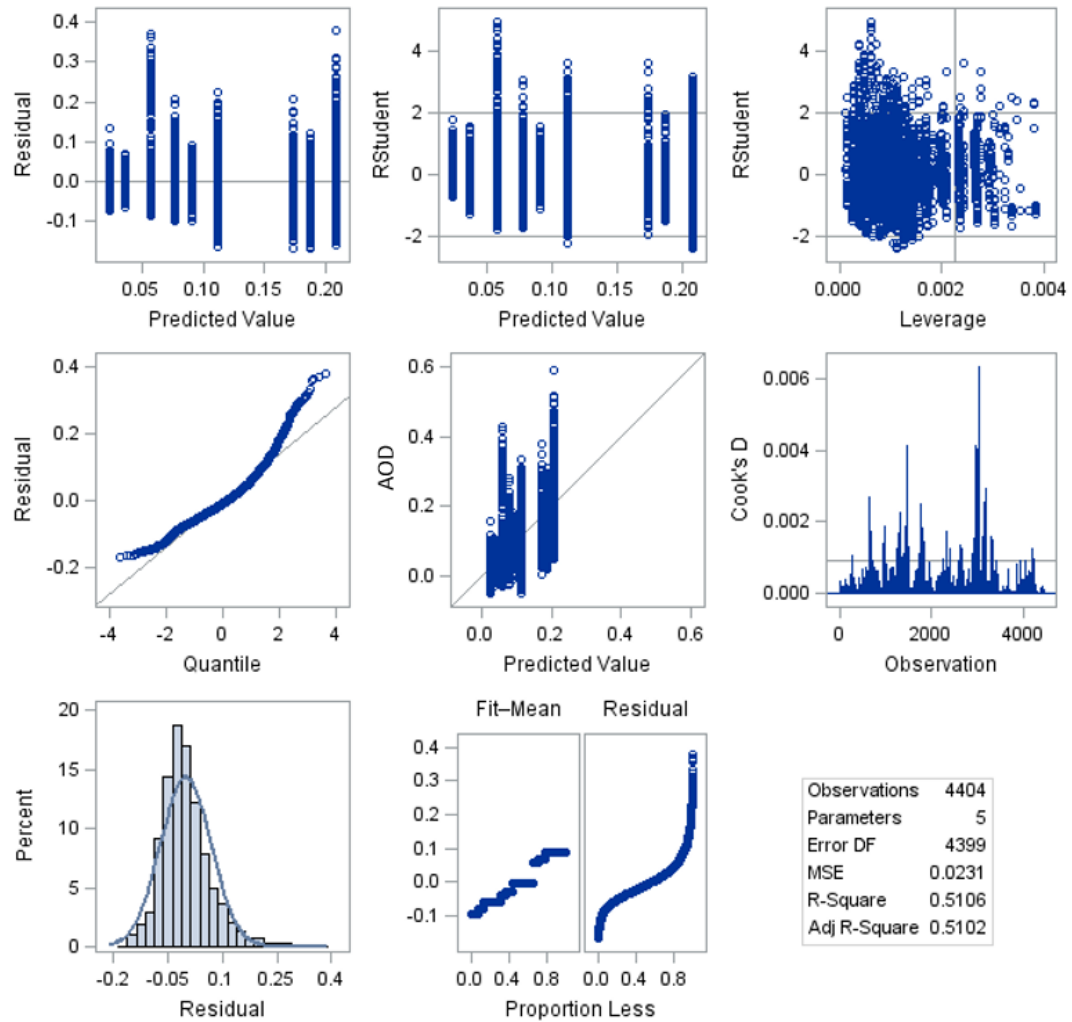 0.4
0.3
0.2
0.1
0.0
-0.1
Residual
0.05 0.10 0.15 0.20
Predicted Value
4
2
0
-2
RStudent
0.05 0.10 0.15 0.20
Predicted Value
4
2
0
-2
RStudent
0.000 0.002 0.004
Leverage
0.4
0.2
0.0
-0.2
Residual
-4 -2 0 2 4
Quantile
0.6
0.4
0.2
0.0
AOD
0.0 0.2 0.4 0.6
Predicted Value
0.006
0.004
0.002
0.000
Cook's D
0 2000 4000
Observation
20
15
10
5
0
Percent
-0.2 -0.05 0.1 0.25 0.4
Residual
Fit–Mean Residual
0.4
0.3
0.2
0.1
0.0
-0.1
0.0 0.4 0.8 0.0 0.4 0.8
Proportion Less
Observations 4404
Parameters 5
Error DF 4399
MSE 0.0231
R-Square 0.5106
Adj R-Square 0.5102